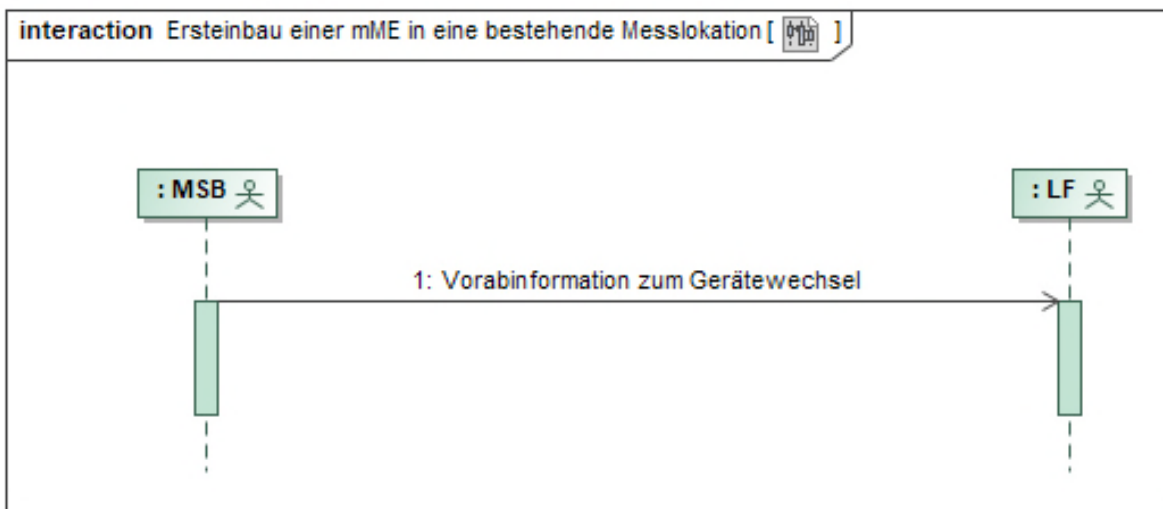 interaction Ersteinbau einer mME in eine bestehende Messlokation [ ]
: MSB
: LF
1: Vorabinformation zum Gerätewechsel